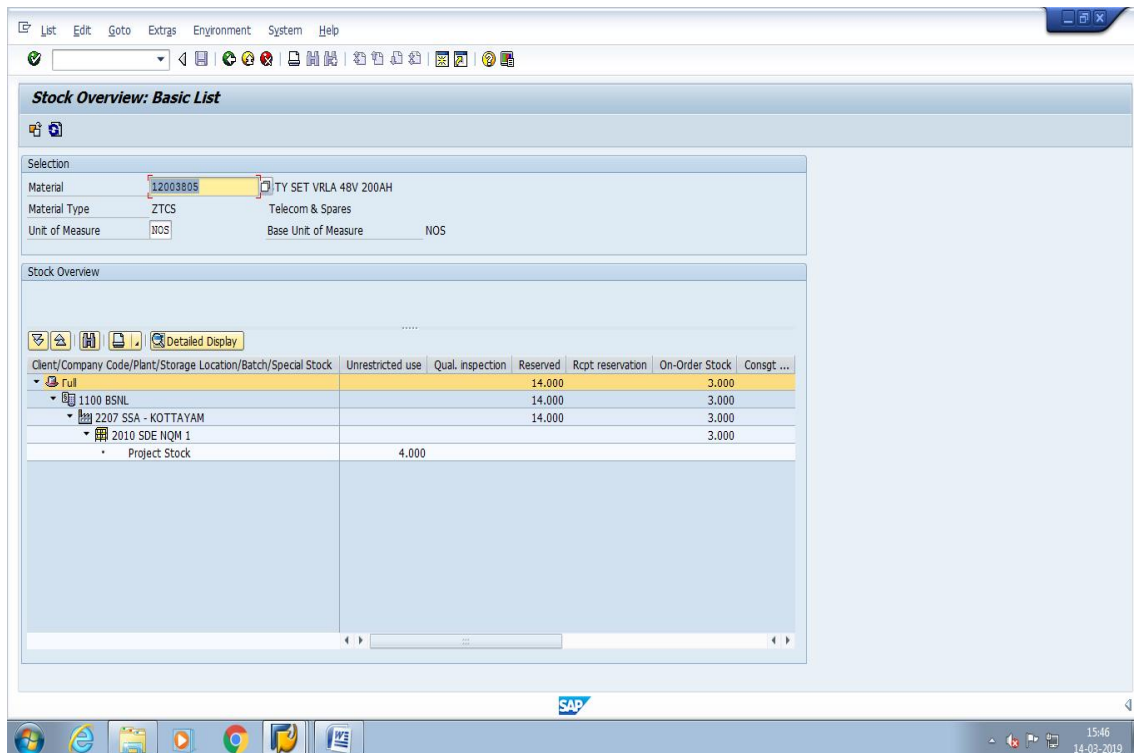 List Edit Goto Extras Environment System Help
Stock Overview: Basic List
Selection
Material 12003805 TY SET VRLA 48V 200AH
Material Type ZTCS Telecom & Spares
Unit of Measure NOS Base Unit of Measure NOS
Stock Overview
Detailed Display
Client/Company Code/Plant/Storage Location/Batch/Special Stock Unrestricted use Qual. inspection Reserved Rcpt reservation On-Order Stock Consgt ...
Full 14.000 3.000
1100 BSNL 14.000 3.000
2207 SSA - KOTTAYAM 14.000 3.000
2010 SDE NQM 1 3.000
Project Stock 4.000
SAP
15:46
14-03-2019